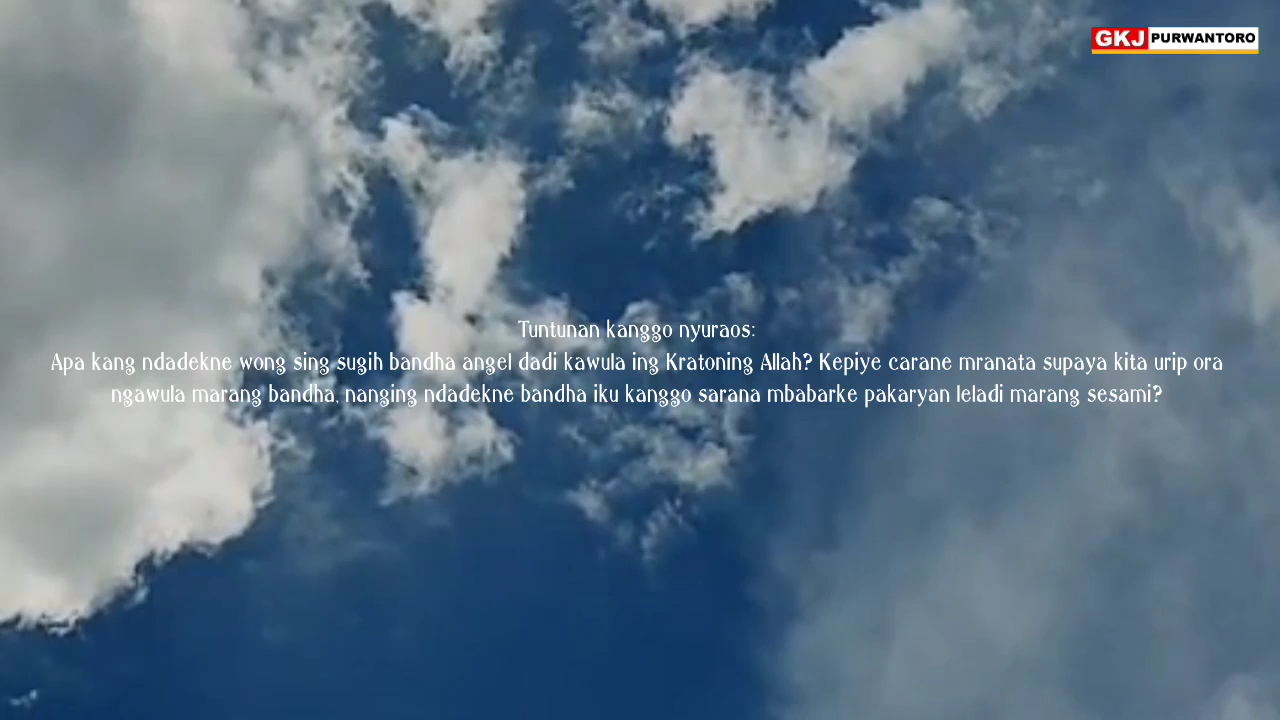 GKJ PURWANTORO
Tuntunan kanggo nyuraos:
Apa kang ndadekne wong sing sugih bandha angel dadi kawula ing Kratoning Allah? Kepiye carane mranata supaya kita urip ora
ngawula marang bandha, nanging ndadekne bandha iku kanggo sarana mbabarke pakaryan leladi marang sesami?